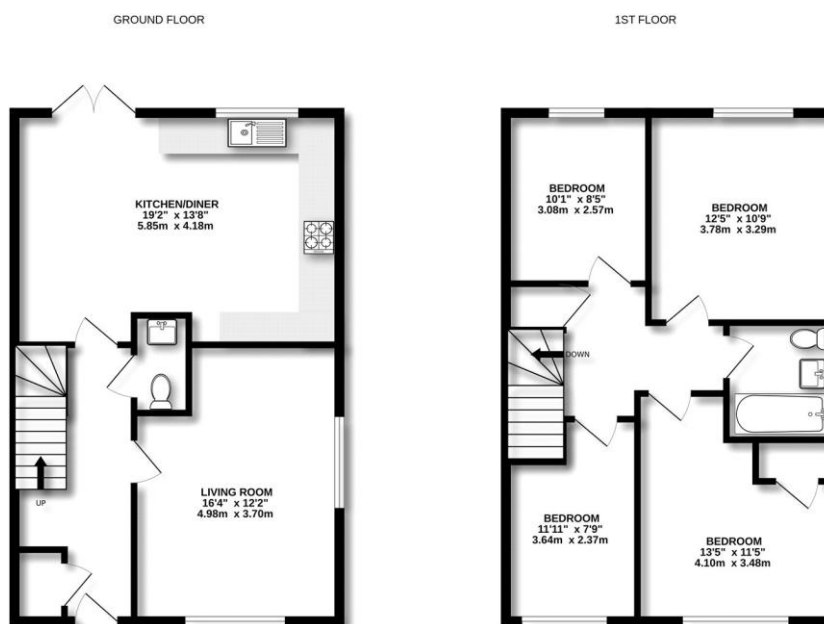 GROUND FLOOR
1ST FLOOR
KITCHEN/DINER
19'2" x 13'8"
5.85m x 4.18m
UP
LIVING ROOM
16'4" x 12'2"
4.98m x 3.70m
BEDROOM
10'1" x 8'5"
3.08m x 2.57m
BEDROOM
12'5" x 10'9"
3.78m x 3.29m
DOWN
BEDROOM
11'11" x 7'9"
3.64m x 2.37m
BEDROOM
13'5" x 11'5"
4.10m x 3.48m